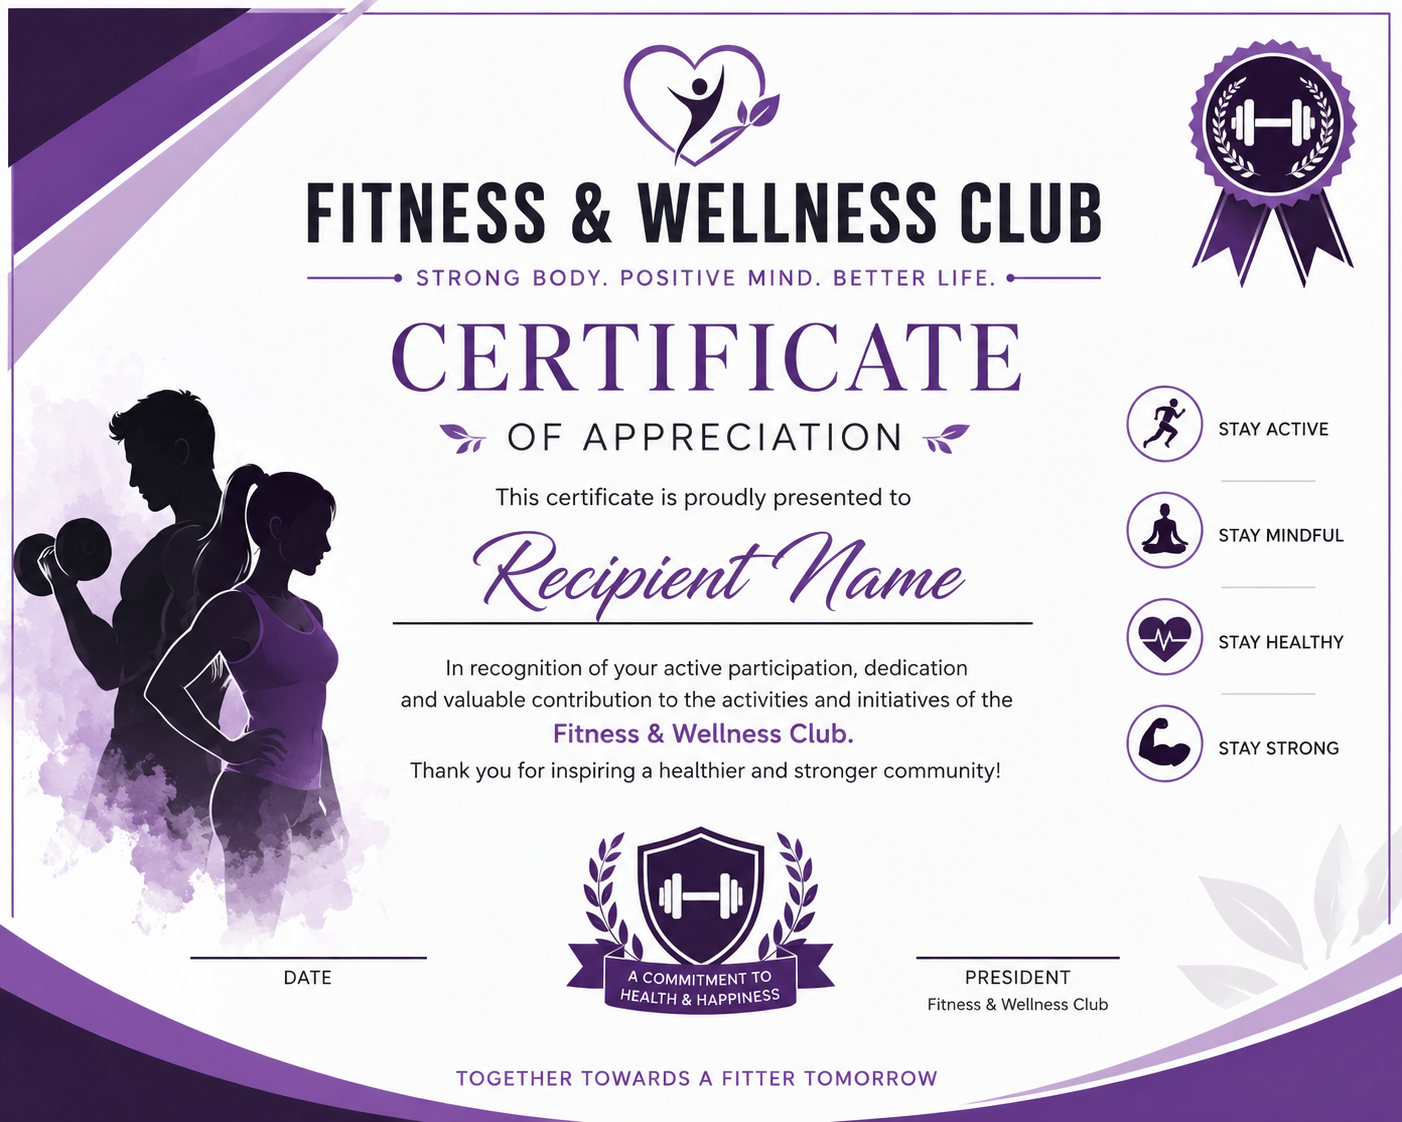 FITNESS & WELLNESS CLUB
STRONG BODY. POSITIVE MIND. BETTER LIFE.
CERTIFICATE
OF APPRECIATION
This certificate is proudly presented to
Recipient Name
In recognition of your active participation, dedication
and valuable contribution to the activities and initiatives of the
Fitness & Wellness Club.
Thank you for inspiring a healthier and stronger community!
STAY ACTIVE
STAY MINDFUL
STAY HEALTHY
STAY STRONG
DATE
A COMMITMENT TO
HEALTH & HAPPINESS
PRESIDENT
Fitness & Wellness Club
TOGETHER TOWARDS A FITTER TOMORROW